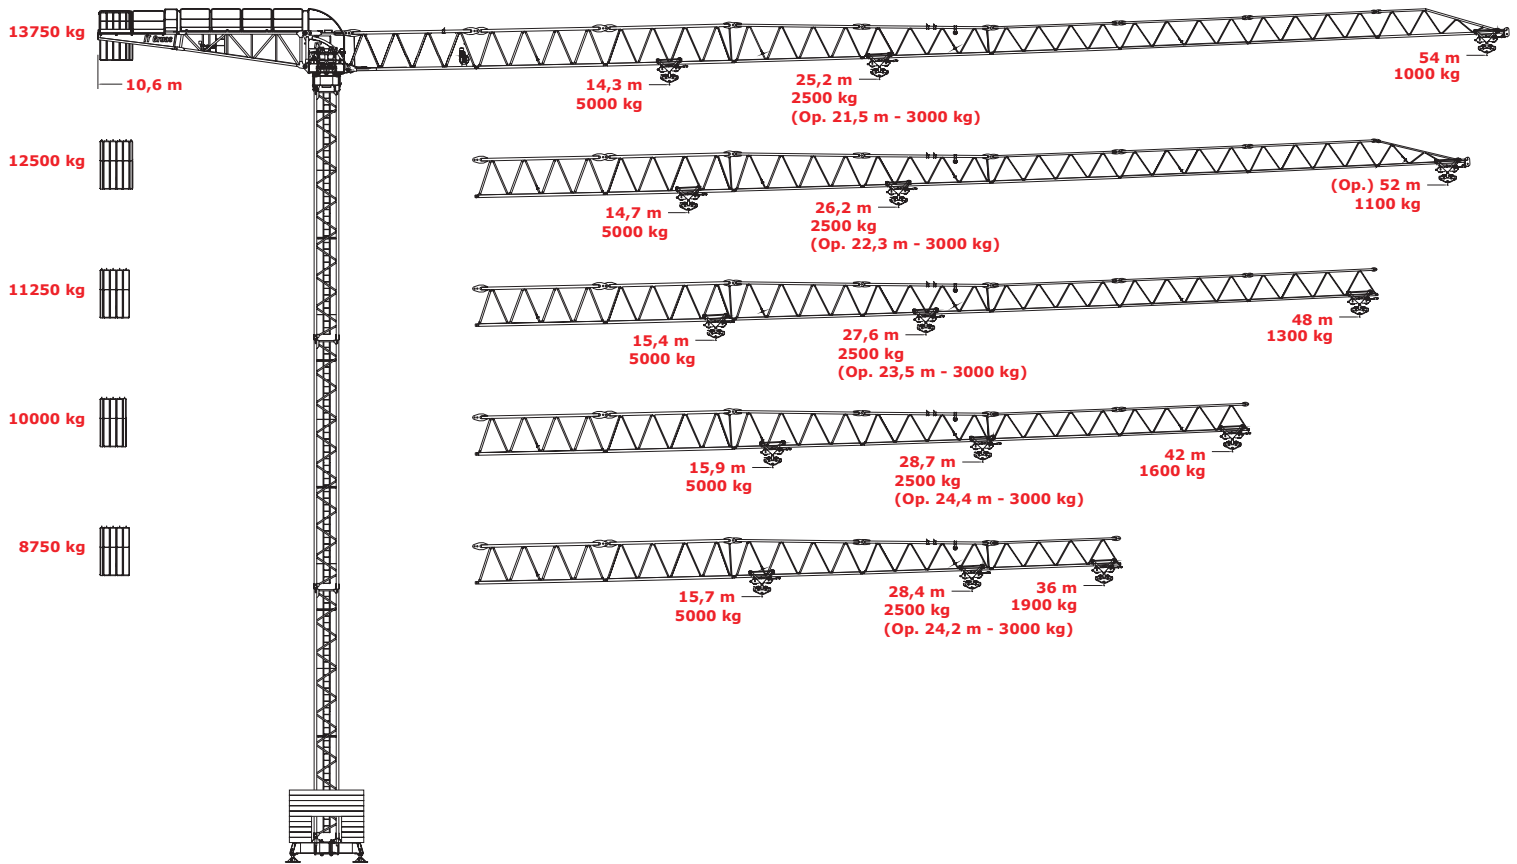 13750 kg
IT Crane
10,6 m
14,3 m
5000 kg
25,2 m
2500 kg
(Op. 21,5 m - 3000 kg)
54 m
1000 kg
12500 kg
14,7 m
5000 kg
26,2 m
2500 kg
(Op. 22,3 m - 3000 kg)
(Op.) 52 m
1100 kg
11250 kg
15,4 m
5000 kg
27,6 m
2500 kg
(Op. 23,5 m - 3000 kg)
48 m
1300 kg
10000 kg
15,9 m
5000 kg
28,7 m
2500 kg
(Op. 24,4 m - 3000 kg)
42 m
1600 kg
8750 kg
15,7 m
5000 kg
28,4 m
2500 kg
(Op. 24,2 m - 3000 kg)
36 m
1900 kg